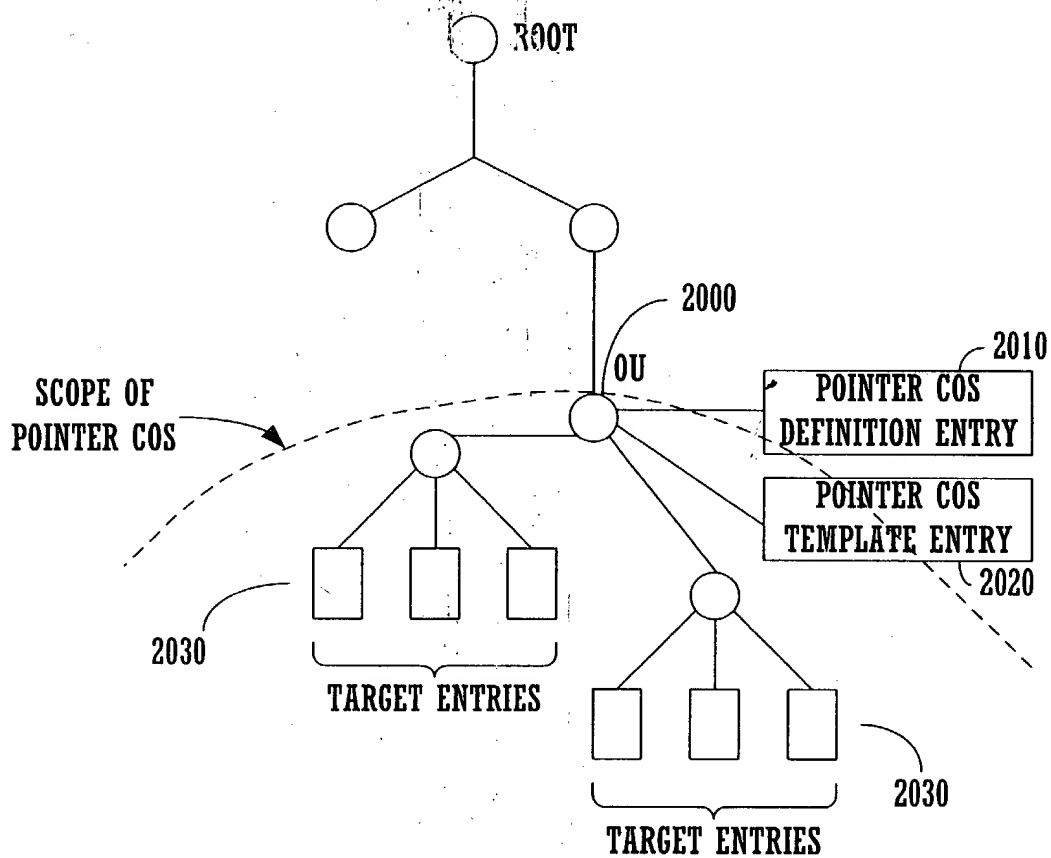 ROOT
2000
2010
OU
SCOPE OF
POINTER COS
POINTER COS
DEFINITION ENTRY
POINTER COS
TEMPLATE ENTRY
2020
2030
TARGET ENTRIES
2030
TARGET ENTRIES